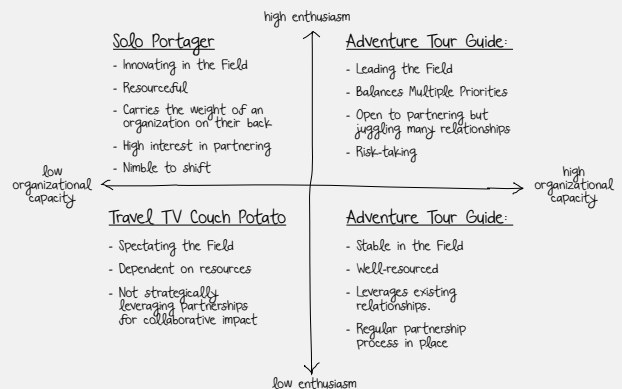 high enthusiasm
Solo Portager
- Innovating in the Field
- Resourceful
- Carries the weight of an
organization on their back
- High interest in partnering
- Nimble to shift
Adventure Tour Guide:
- Leading the Field
- Balances Multiple Priorities
- Open to partnering but
juggling many relationships
- Risk-taking
low
organizational
capacity
high
organizational
capacity
Travel TV Couch Potato
- Spectating the Field
- Dependent on resources
- Not strategically
leveraging partnerships
for collaborative impact
Adventure Tour Guide:
- Stable in the Field
- Well-resourced
- Leverages existing
relationships.
- Regular partnership
process in place
low enthusiasm